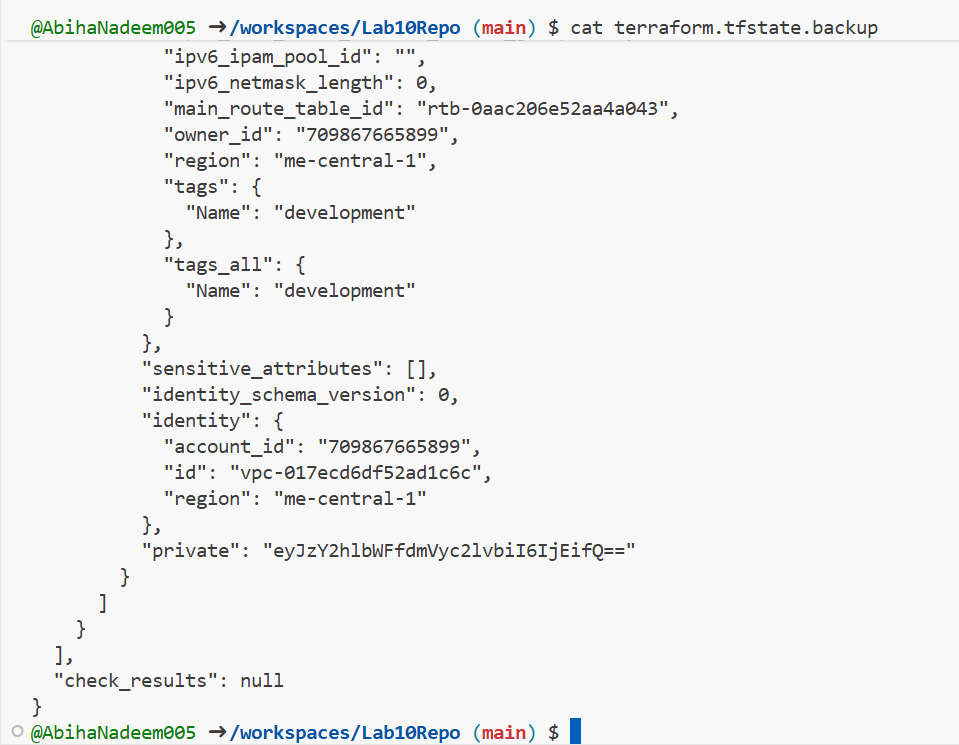 @AbihaNadeem005 ➜/workspaces/Lab10Repo (main) $ cat terraform.tfstate.backup
            "ipv6_ipam_pool_id": "",
            "ipv6_netmask_length": 0,
            "main_route_table_id": "rtb-0aac206e52aa4a043",
            "owner_id": "709867665899",
            "region": "me-central-1",
            "tags": {
              "Name": "development"
            },
            "tags_all": {
              "Name": "development"
            }
          },
          "sensitive_attributes": [],
          "identity_schema_version": 0,
          "identity": {
            "account_id": "709867665899",
            "id": "vpc-017ecd6df52ad1c6c",
            "region": "me-central-1"
          },
          "private": "eyJzY2hlbWFfdmVyc2lvbiI6IjEifQ=="
        }
      ]
    }
  ],
  "check_results": null
}
@AbihaNadeem005 ➜/workspaces/Lab10Repo (main) $